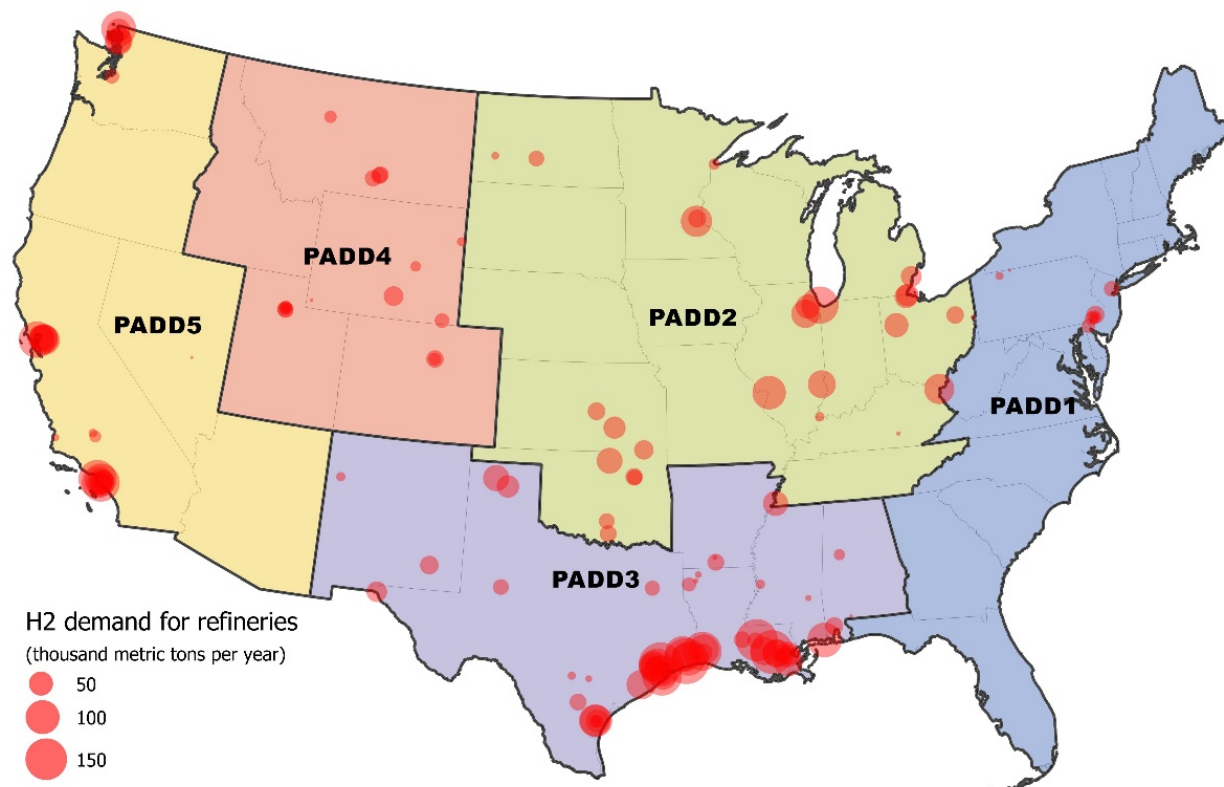 PADD4
PADD5
PADD2
PADD1
PADD3
H2 demand for refineries
(thousand metric tons per year)
50
100
150